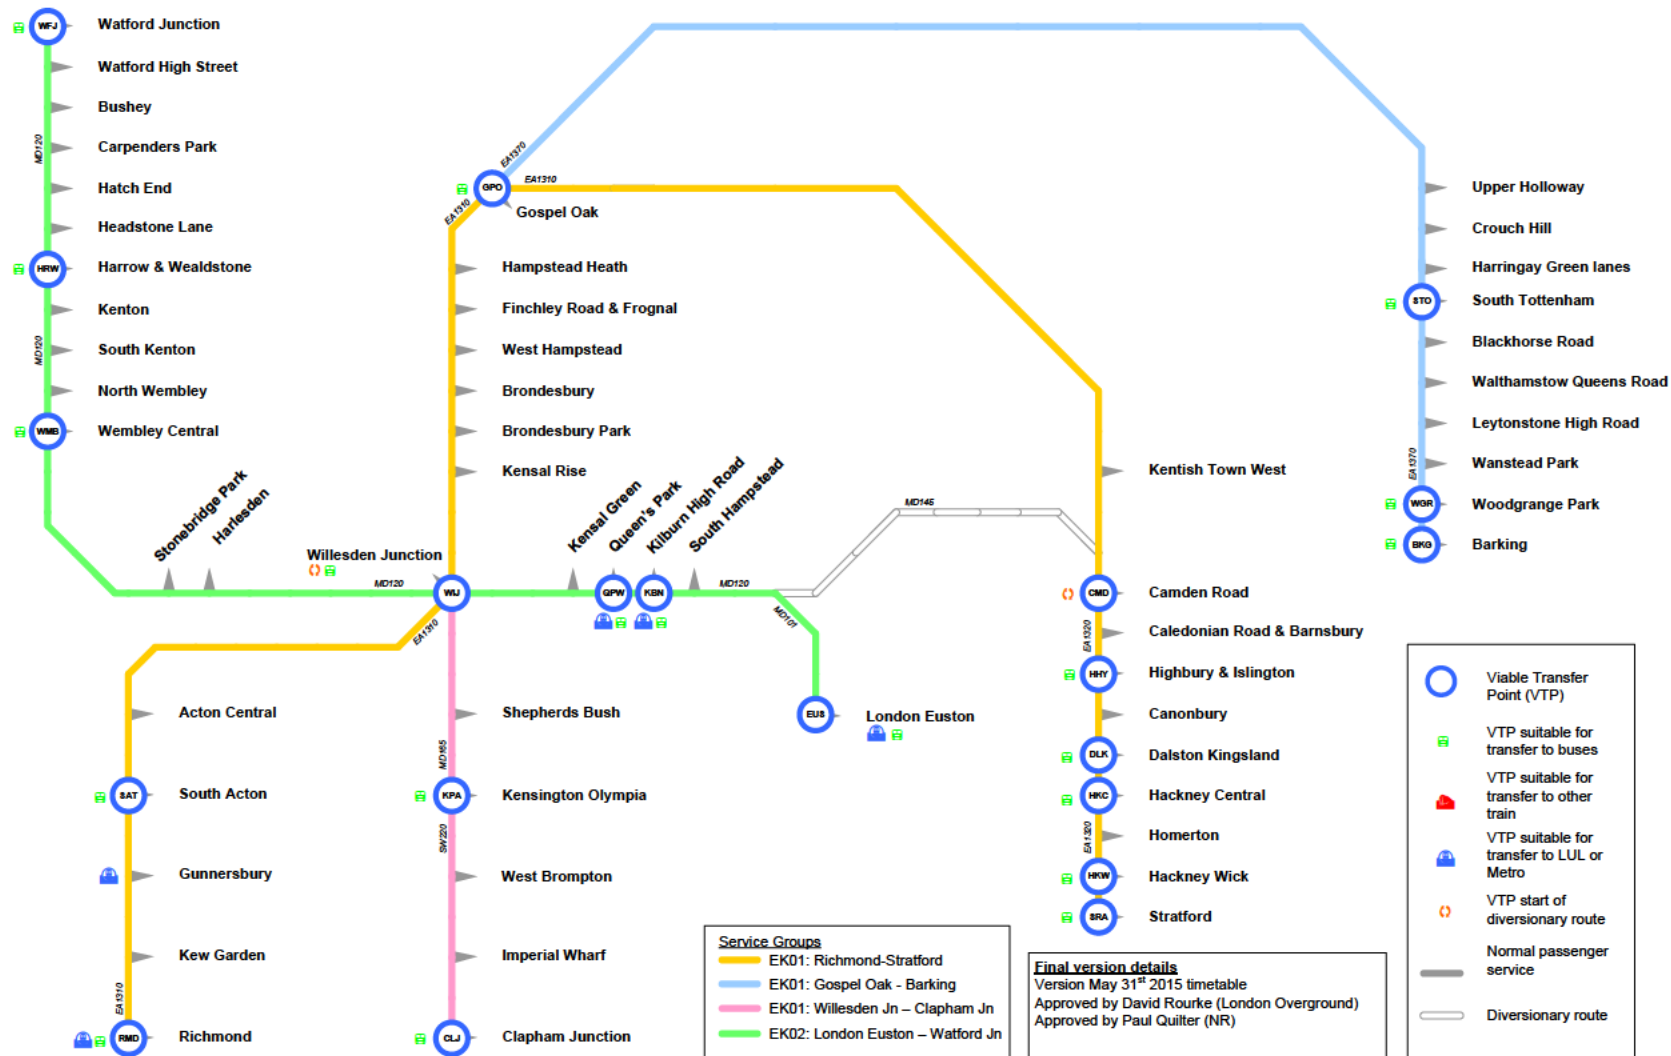 WFJ
Watford Junction
Watford High Street
Bushey
MD120
Carpenders Park
Hatch End
Headstone Lane
HRW
Harrow & Wealdstone
Kenton
MD120
South Kenton
North Wembley
WMB
Wembley Central
Stonebridge Park
Harlesden
Willesden Junction
MD120
WIJ
EA1310
Acton Central
SAT
South Acton
Gunnersbury
Kew Garden
EA1310
RMD
Richmond
EA1370
GPO
EA1310
EA1310
Gospel Oak
Hampstead Heath
Finchley Road & Frognal
West Hampstead
Brondesbury
Brondesbury Park
Kensal Rise
Kensal Green
Queen's Park
Kilburn High Road
South Hampstead
QPW
KBN
MD120
MD101
MD145
EUS
London Euston
Shepherds Bush
MD165
KPA
Kensington Olympia
SW220
West Brompton
Imperial Wharf
CLJ
Clapham Junction
Kentish Town West
CMD
Camden Road
EA1320
Caledonian Road & Barnsbury
HHY
Highbury & Islington
Canonbury
DLK
Dalston Kingsland
HKC
Hackney Central
EA1320
Homerton
HKW
Hackney Wick
SRA
Stratford
Upper Holloway
Crouch Hill
Harringay Green lanes
STO
South Tottenham
Blackhorse Road
Walthamstow Queens Road
Leytonstone High Road
EA1370
Wanstead Park
WGR
Woodgrange Park
BKG
Barking
Service Groups
EK01: Richmond-Stratford
EK01: Gospel Oak - Barking
EK01: Willesden Jn – Clapham Jn
EK02: London Euston – Watford Jn
Final version details
Version May 31st 2015 timetable
Approved by David Rourke (London Overground)
Approved by Paul Quilter (NR)
Viable Transfer
Point (VTP)
VTP suitable for
transfer to buses
VTP suitable for
transfer to other
train
VTP suitable for
transfer to LUL or
Metro
VTP start of
diversionary route
Normal passenger
service
Diversionary route